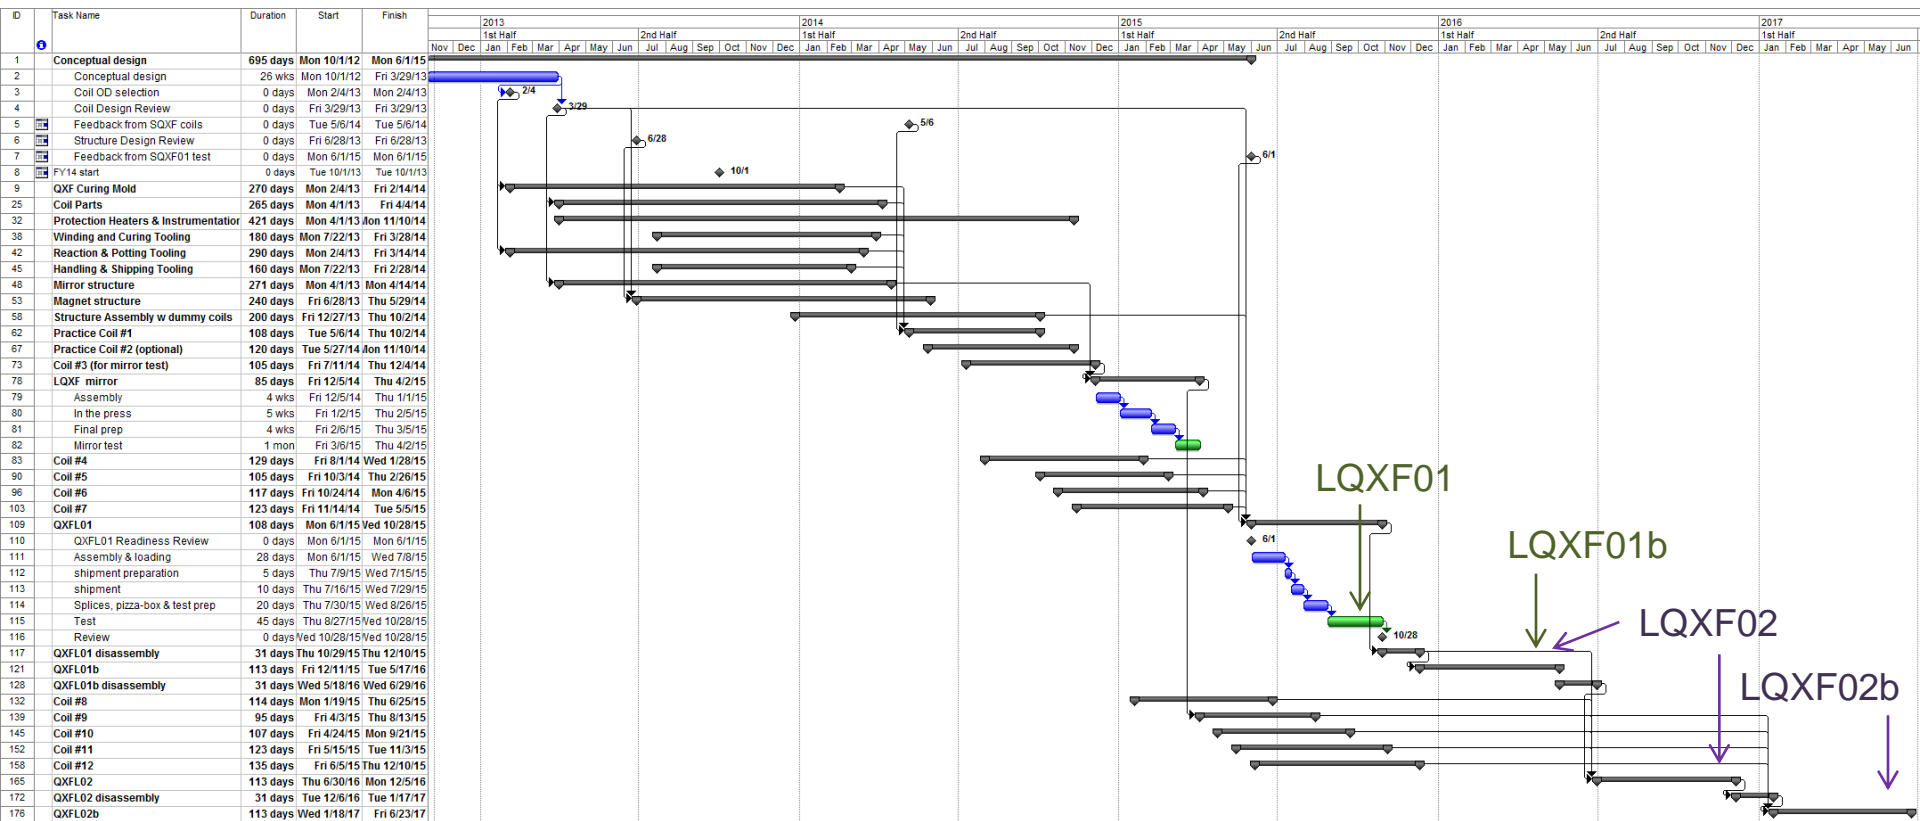 ID Task Name Duration Start Finish
2013 2014 2015 2016 2017
1st Half 2nd Half 1st Half 2nd Half 1st Half 2nd Half 1st Half 2nd Half 1st Half
Nov Dec Jan Feb Mar Apr May Jun Jul Aug Sep Oct Nov Dec Jan Feb Mar Apr May Jun Jul Aug Sep Oct Nov Dec Jan Feb Mar Apr May Jun Jul Aug Sep Oct Nov Dec Jan Feb Mar Apr May Jun Jul Aug Sep Oct Nov Dec Jan Feb Mar Apr May Jun
1 Conceptual design 695 days Mon 10/1/12 Mon 6/1/15
2 Conceptual design 26 wks Mon 10/1/12 Fri 3/29/13
3 Coil OD selection 0 days Mon 2/4/13 Mon 2/4/13 2/4
4 Coil Design Review 0 days Fri 3/29/13 Fri 3/29/13 3/29
5 Feedback from SQXF coils 0 days Tue 5/6/14 Tue 5/6/14 5/6
6 Structure Design Review 0 days Fri 6/28/13 Fri 6/28/13 6/28
7 Feedback from SQXF01 test 0 days Mon 6/1/15 Mon 6/1/15 6/1
8 FY14 start 0 days Tue 10/1/13 Tue 10/1/13 10/1
9 QXF Curing Mold 270 days Mon 2/4/13 Fri 2/14/14
25 Coil Parts 265 days Mon 4/1/13 Fri 4/4/14
32 Protection Heaters & Instrumentation 421 days Mon 4/1/13 Mon 11/10/14
38 Winding and Curing Tooling 180 days Mon 7/22/13 Fri 3/28/14
42 Reaction & Potting Tooling 290 days Mon 2/4/13 Fri 3/14/14
45 Handling & Shipping Tooling 160 days Mon 7/22/13 Fri 2/28/14
48 Mirror structure 271 days Mon 4/1/13 Mon 4/14/14
53 Magnet structure 240 days Fri 6/28/13 Thu 5/29/14
58 Structure Assembly w dummy coils 200 days Fri 12/27/13 Thu 10/2/14
62 Practice Coil #1 108 days Tue 5/6/14 Thu 10/2/14
67 Practice Coil #2 (optional) 120 days Tue 5/27/14 Mon 11/10/14
73 Coil #3 (for mirror test) 105 days Fri 7/11/14 Thu 12/4/14
78 LQXF mirror 85 days Fri 12/5/14 Thu 4/2/15
79 Assembly 4 wks Fri 12/5/14 Thu 1/1/15
80 In the press 5 wks Fri 1/2/15 Thu 2/5/15
81 Final prep 4 wks Fri 2/6/15 Thu 3/5/15
82 Mirror test 1 mon Fri 3/6/15 Thu 4/2/15
83 Coil #4 129 days Fri 8/1/14 Wed 1/28/15
90 Coil #5 105 days Fri 10/3/14 Thu 2/26/15
96 Coil #6 117 days Fri 10/24/14 Mon 4/6/15
103 Coil #7 123 days Fri 11/14/14 Tue 5/5/15
LQXF01
109 QXFL01 108 days Mon 6/1/15 Wed 10/28/15
110 QXFL01 Readiness Review 0 days Mon 6/1/15 Mon 6/1/15 6/1
LQXF01b
111 Assembly & loading 28 days Mon 6/1/15 Wed 7/8/15
112 shipment preparation 5 days Thu 7/9/15 Wed 7/15/15
113 shipment 10 days Thu 7/16/15 Wed 7/29/15
114 Splices, pizza-box & test prep 20 days Thu 7/30/15 Wed 8/26/15
115 Test 45 days Thu 8/27/15 Wed 10/28/15
LQXF02
116 Review 0 days Wed 10/28/15 Wed 10/28/15 10/28
117 QXFL01 disassembly 31 days Thu 10/29/15 Thu 12/10/15
121 QXFL01b 113 days Fri 12/11/15 Tue 5/17/16
128 QXFL01b disassembly 31 days Wed 5/18/16 Wed 6/29/16
LQXF02b
132 Coil #8 114 days Mon 1/19/15 Thu 6/25/15
139 Coil #9 95 days Fri 4/3/15 Thu 8/13/15
145 Coil #10 107 days Fri 4/24/15 Mon 9/21/15
152 Coil #11 123 days Fri 5/15/15 Tue 11/3/15
158 Coil #12 135 days Fri 6/5/15 Thu 12/10/15
165 QXFL02 113 days Thu 6/30/16 Mon 12/5/16
172 QXFL02 disassembly 31 days Tue 12/6/16 Tue 1/17/17
176 QXFL02b 113 days Wed 1/18/17 Fri 6/23/17